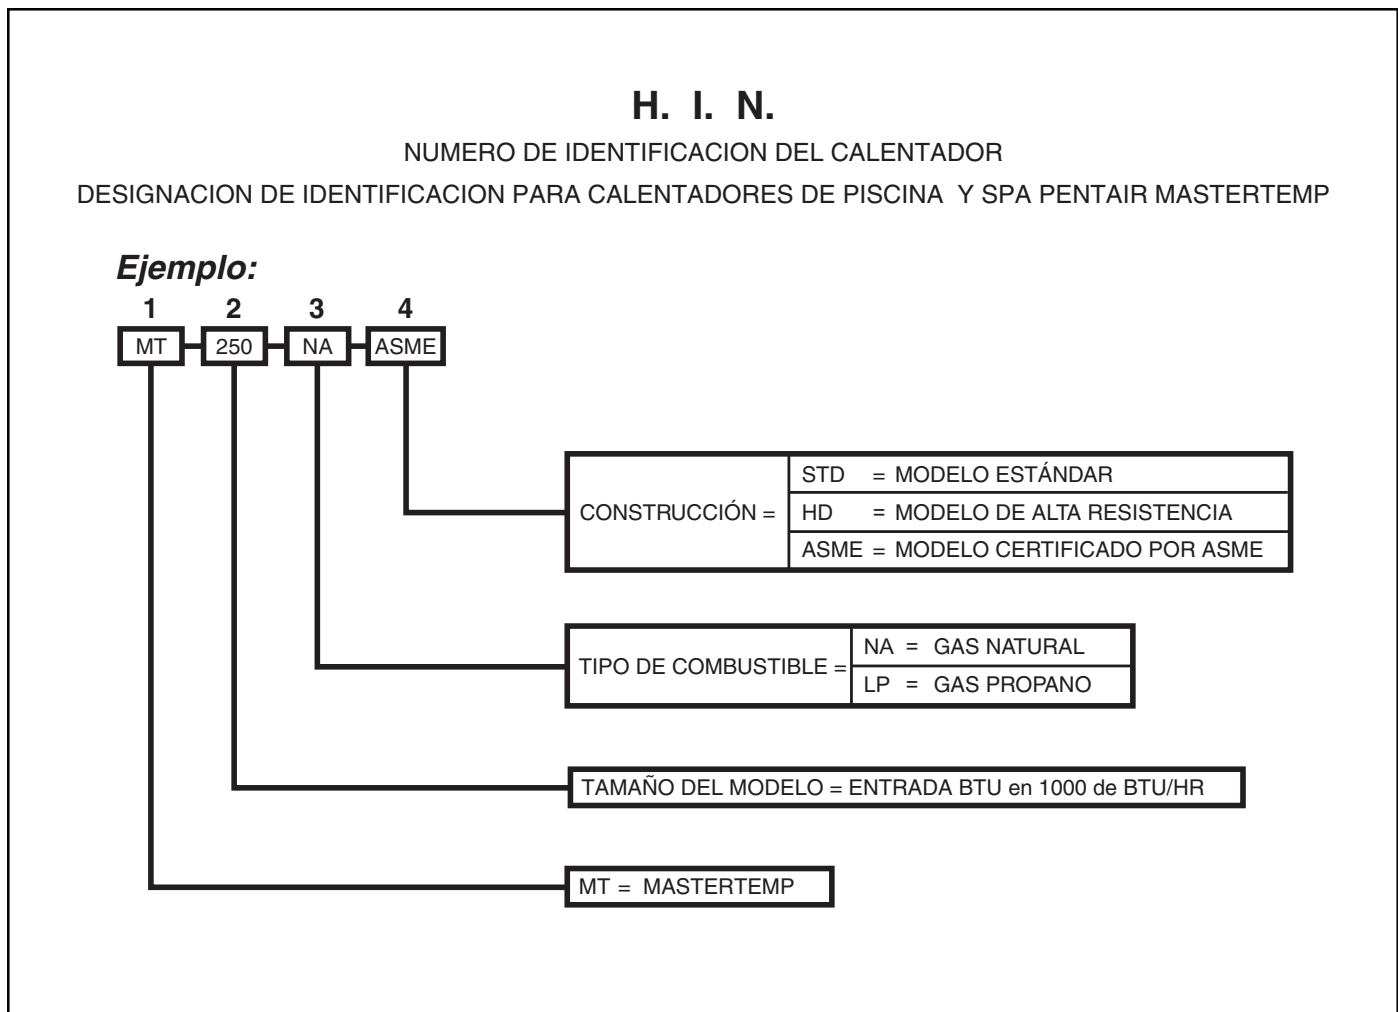 H. I. N.
NUMERO DE IDENTIFICACION DEL CALENTADOR
DESIGNACION DE IDENTIFICACION PARA CALENTADORES DE PISCINA Y SPA PENTAIR MASTERTEMP
Ejemplo:
1 2 3 4
MT 250 NA ASME
CONSTRUCCIÓN =
STD = MODELO ESTÁNDAR
HD = MODELO DE ALTA RESISTENCIA
ASME = MODELO CERTIFICADO POR ASME
TIPO DE COMBUSTIBLE =
NA = GAS NATURAL
LP = GAS PROPANO
TAMAÑO DEL MODELO = ENTRADA BTU en 1000 de BTU/HR
MT = MASTERTEMP